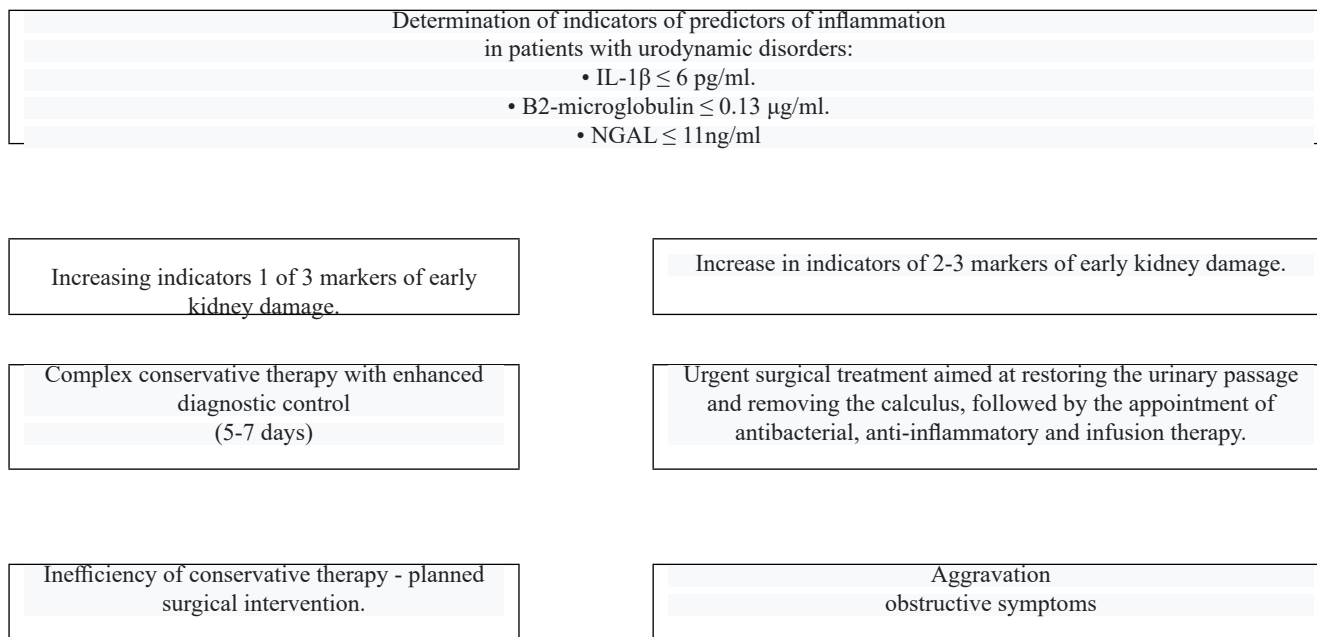 Determination of indicators of predictors of inflammation
in patients with urodynamic disorders:
• IL-1β ≤ 6 pg/ml.
• B2-microglobulin ≤ 0.13 μg/ml.
• NGAL ≤ 11ng/ml
Increasing indicators 1 of 3 markers of early
kidney damage.
Increase in indicators of 2-3 markers of early kidney damage.
Complex conservative therapy with enhanced
diagnostic control
(5-7 days)
Urgent surgical treatment aimed at restoring the urinary passage
and removing the calculus, followed by the appointment of
antibacterial, anti-inflammatory and infusion therapy.
Inefficiency of conservative therapy - planned
surgical intervention.
Aggravation
obstructive symptoms